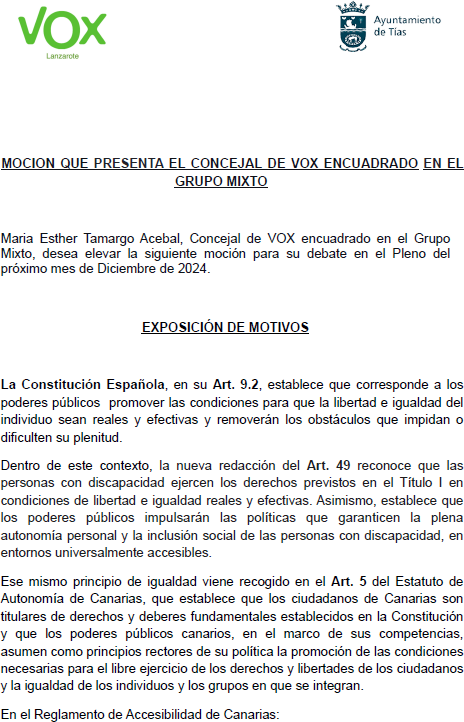 VOX
Lanzarote
Ayuntamiento
de Tías
MOCION QUE PRESENTA EL CONCEJAL DE VOX ENCUADRADO EN EL
GRUPO MIXTO
Maria Esther Tamargo Acebal, Concejal de VOX encuadrado en el Grupo
Mixto, desea elevar la siguiente moción para su debate en el Pleno del
próximo mes de Diciembre de 2024.
EXPOSICIÓN DE MOTIVOS
La Constitución Española, en su Art. 9.2, establece que corresponde a los
poderes públicos promover las condiciones para que la libertad e igualdad del
individuo sean reales y efectivas y removerán los obstáculos que impidan o
dificulten su plenitud.
Dentro de este contexto, la nueva redacción del Art. 49 reconoce que las
personas con discapacidad ejercen los derechos previstos en el Título I en
condiciones de libertad e igualdad reales y efectivas. Asimismo, establece que
los poderes públicos impulsarán las políticas que garanticen la plena
autonomía personal y la inclusión social de las personas con discapacidad, en
entornos universalmente accesibles.
Ese mismo principio de igualdad viene recogido en el Art. 5 del Estatuto de
Autonomía de Canarias, que establece que los ciudadanos de Canarias son
titulares de derechos y deberes fundamentales establecidos en la Constitución
y que los poderes públicos canarios, en el marco de sus competencias,
asumen como principios rectores de su política la promoción de las condiciones
necesarias para el libre ejercicio de los derechos y libertades de los ciudadanos
y la igualdad de los individuos y los grupos en que se integran.
En el Reglamento de Accesibilidad de Canarias: